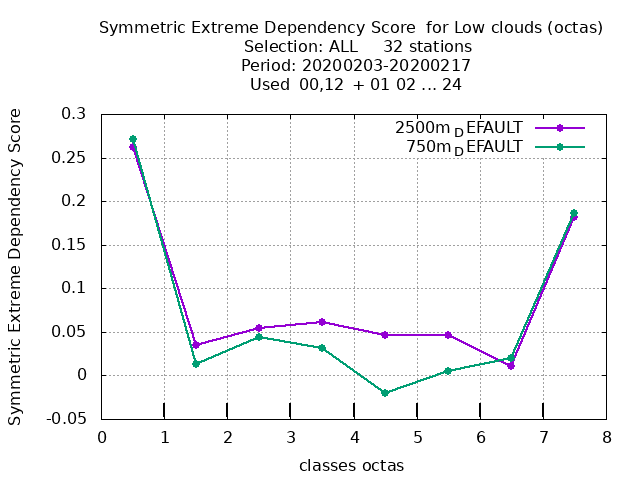 Symmetric Extreme Dependency Score  for Low clouds (octas)
Selection: ALL     32 stations
Period: 20200203-20200217
Used  00,12  + 01 02 ... 24
2500m_DEFAULT
750m_DEFAULT
Symmetric Extreme Dependency Score
0.3
0.25
0.2
0.15
0.1
0.05
0
-0.05
0 1 2 3 4 5 6 7 8
classes octas